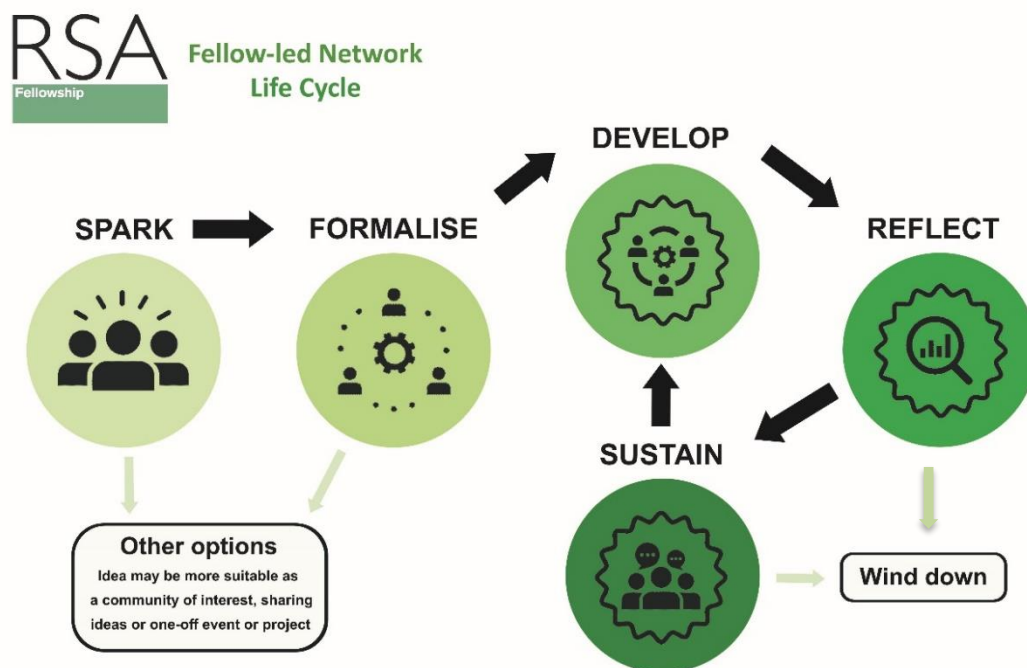 RSA
Fellowship
Fellow-led Network
Life Cycle
SPARK
FORMALISE
DEVELOP
REFLECT
SUSTAIN
Other options
Idea may be more suitable as
a community of interest, sharing
ideas or one-off event or project
Wind down